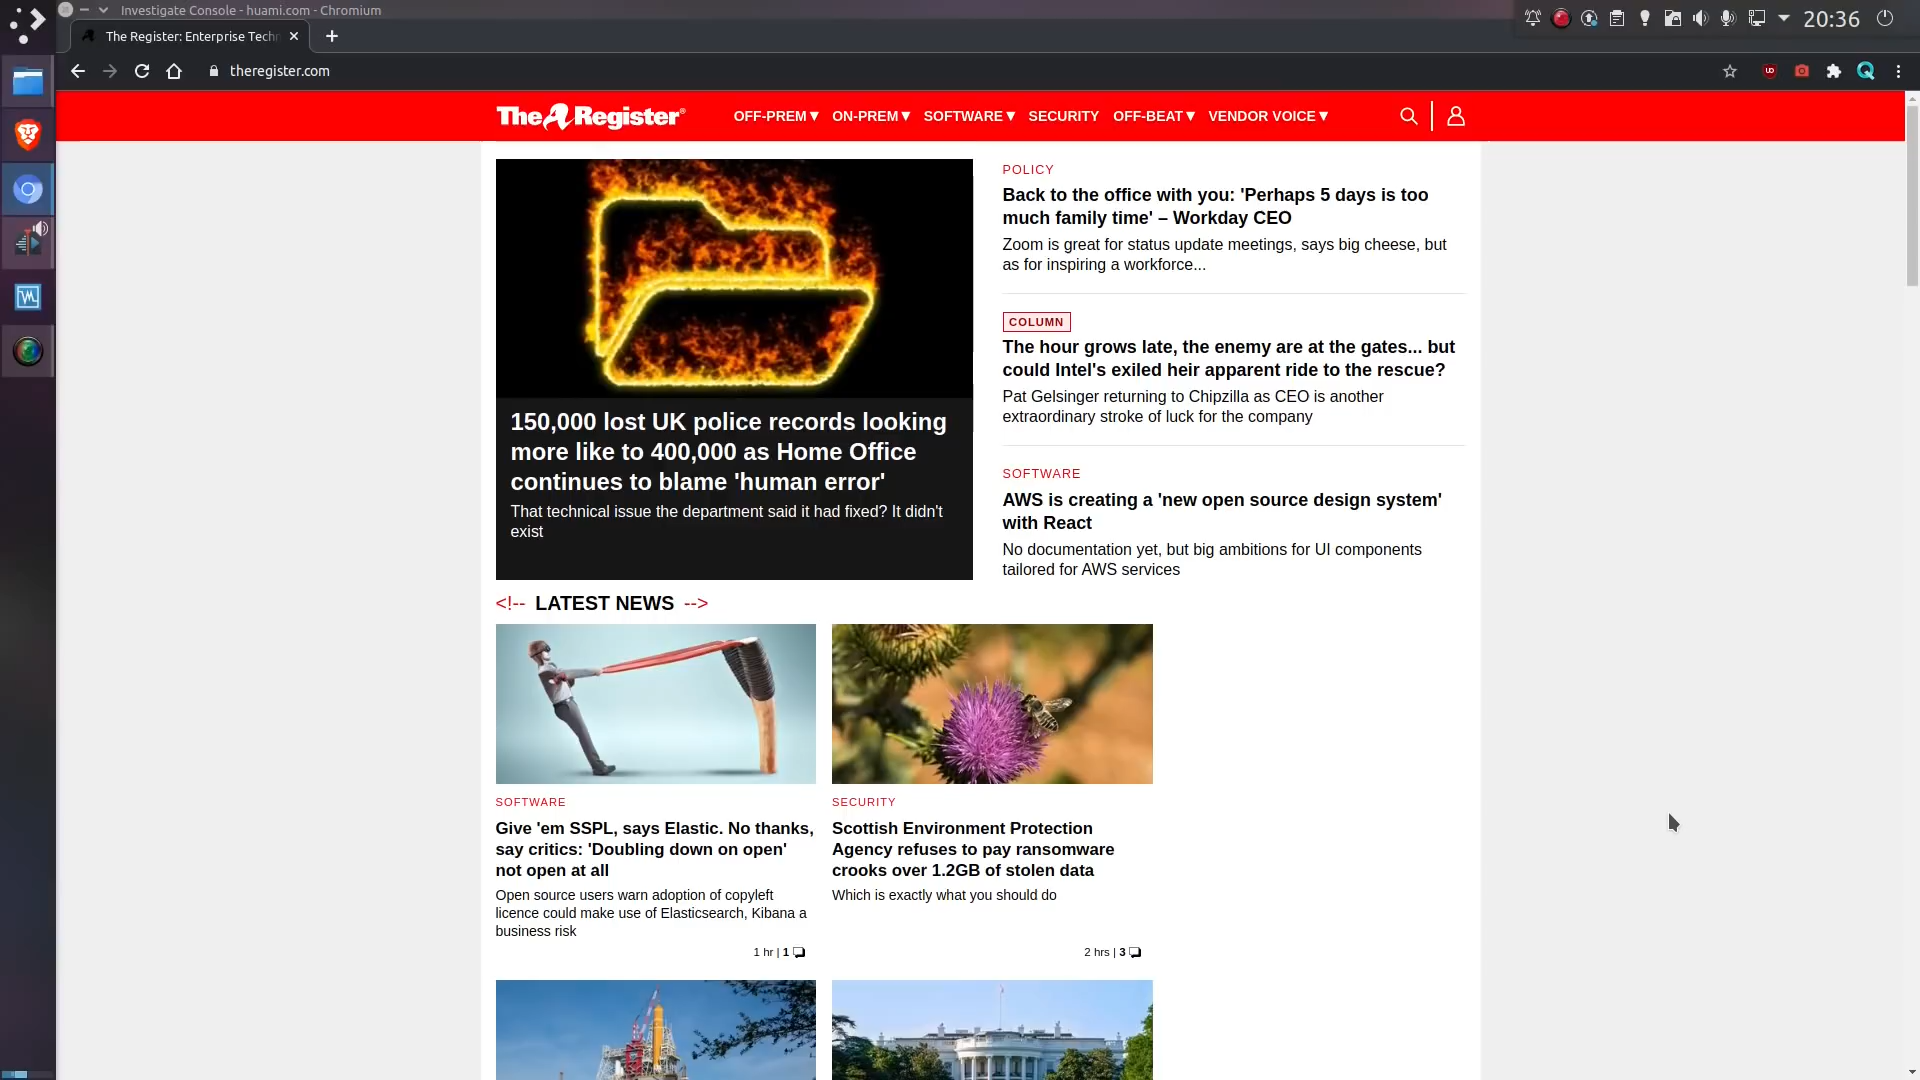 Investigate Console - huami.com - Chromium
20:36
The Register: Enterprise Tech
theregister.com
The Register®
OFF-PREM▼ ON-PREM▼ SOFTWARE▼ SECURITY OFF-BEAT▼ VENDOR VOICE▼
150,000 lost UK police records looking
more like to 400,000 as Home Office
continues to blame 'human error'
That technical issue the department said it had fixed? It didn't
exist
POLICY
Back to the office with you: 'Perhaps 5 days is too
much family time' – Workday CEO
Zoom is great for status update meetings, says big cheese, but
as for inspiring a workforce...
COLUMN
The hour grows late, the enemy are at the gates... but
could Intel's exiled heir apparent ride to the rescue?
Pat Gelsinger returning to Chipzilla as CEO is another
extraordinary stroke of luck for the company
SOFTWARE
AWS is creating a 'new open source design system'
with React
No documentation yet, but big ambitions for UI components
tailored for AWS services
<!-- LATEST NEWS -->
SOFTWARE
Give 'em SSPL, says Elastic. No thanks,
say critics: 'Doubling down on open'
not open at all
Open source users warn adoption of copyleft
licence could make use of Elasticsearch, Kibana a
business risk
1 hr | 1
SECURITY
Scottish Environment Protection
Agency refuses to pay ransomware
crooks over 1.2GB of stolen data
Which is exactly what you should do
2 hrs | 3